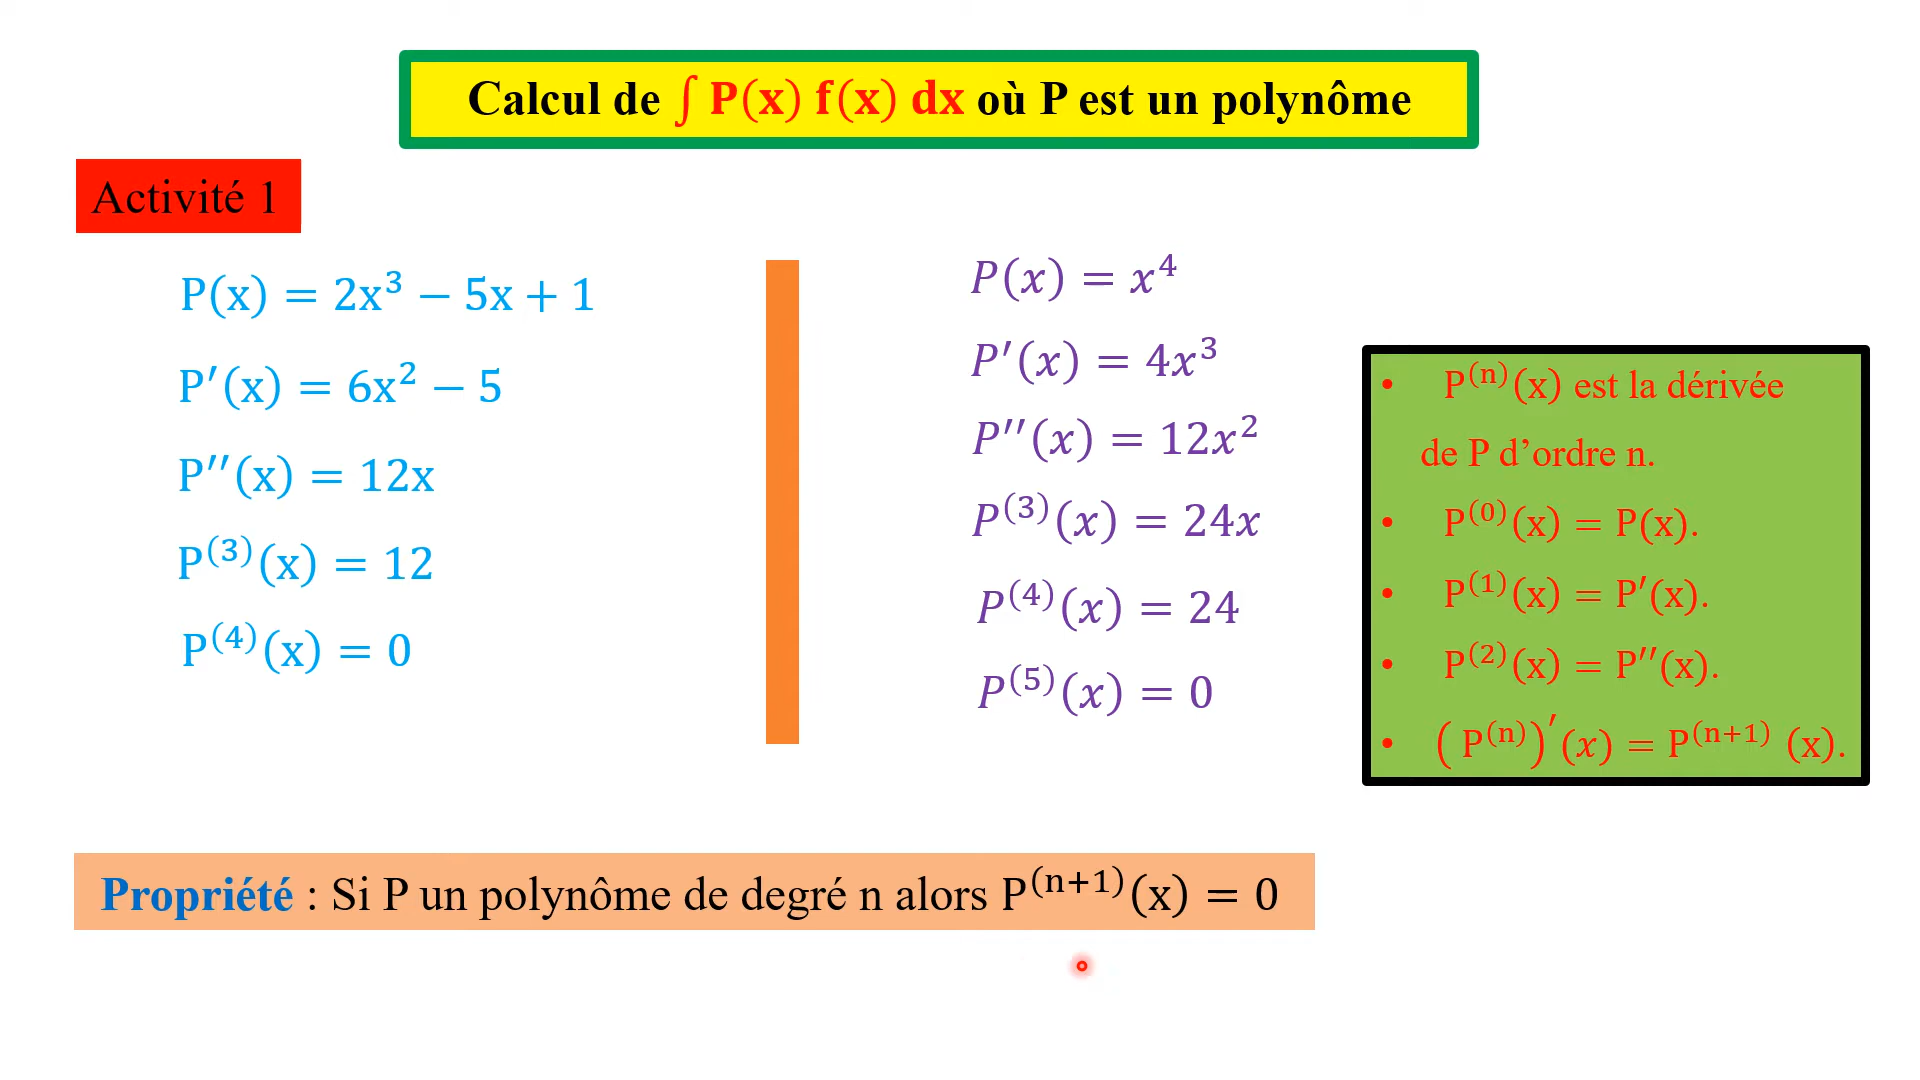 Calcul de ∫ P(x) f(x) dx où P est un polynôme
Activité 1
P(x) = 2x³ − 5x + 1
P′(x) = 6x² − 5
P′′(x) = 12x
P⁽³⁾(x) = 12
P⁽⁴⁾(x) = 0
P(x) = x⁴
P′(x) = 4x³
P′′(x) = 12x²
P⁽³⁾(x) = 24x
P⁽⁴⁾(x) = 24
P⁽⁵⁾(x) = 0
• P⁽ⁿ⁾(x) est la dérivée
de P d’ordre n.
• P⁽⁰⁾(x) = P(x).
• P⁽¹⁾(x) = P′(x).
• P⁽²⁾(x) = P′′(x).
• ( P⁽ⁿ⁾)′(x) = P⁽ⁿ⁺¹⁾ (x).
Propriété : Si P un polynôme de degré n alors P⁽ⁿ⁺¹⁾(x) = 0